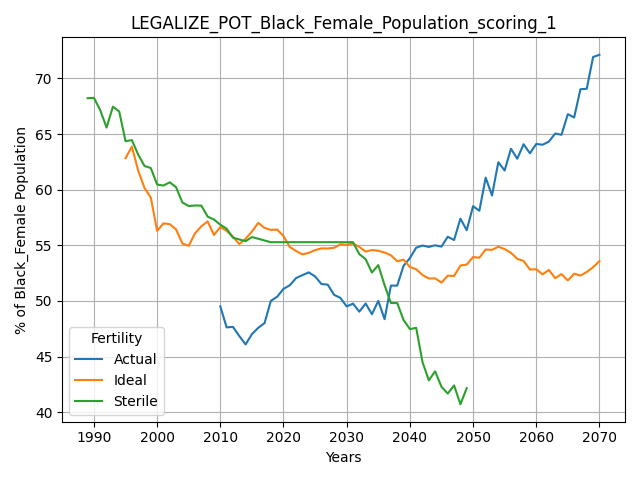 LEGALIZE_POT_Black_Female_Population_scoring_1
% of Black_Female Population
70
65
60
55
50
45
40
Fertility
Actual
Ideal
Sterile
1990 2000 2010 2020 2030 2040 2050 2060 2070
Years